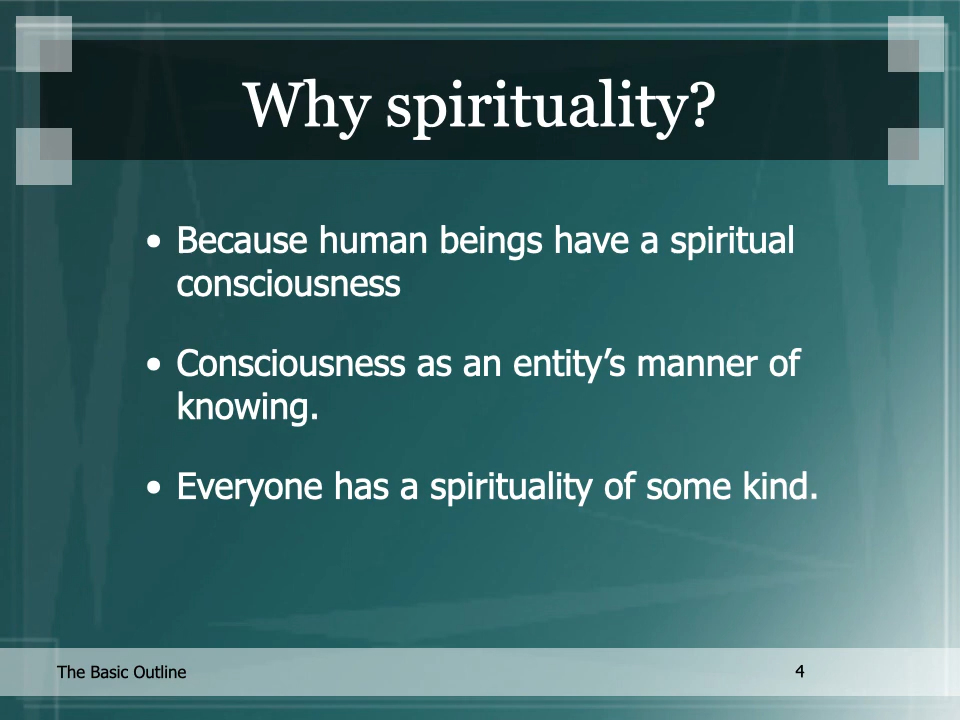 Why spirituality?
• Because human beings have a spiritual
consciousness
• Consciousness as an entity’s manner of
knowing.
• Everyone has a spirituality of some kind.
The Basic Outline
4